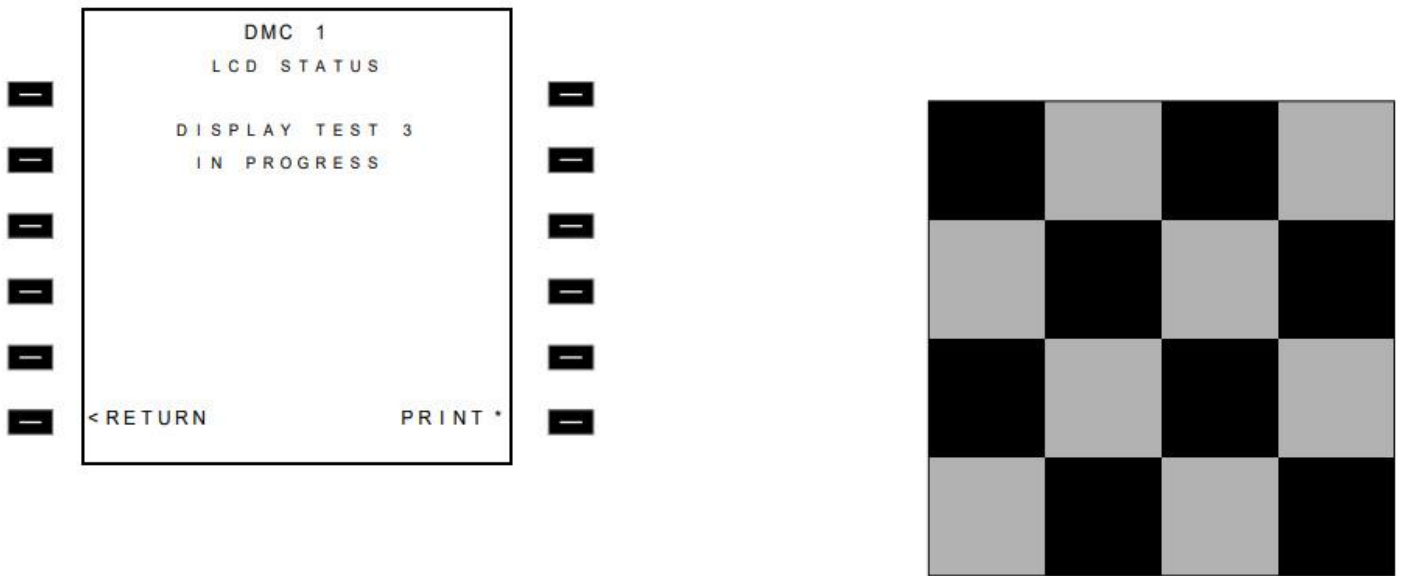 DMC 1
LCD STATUS
DISPLAY TEST 3
IN PROGRESS
<RETURN PRINT *